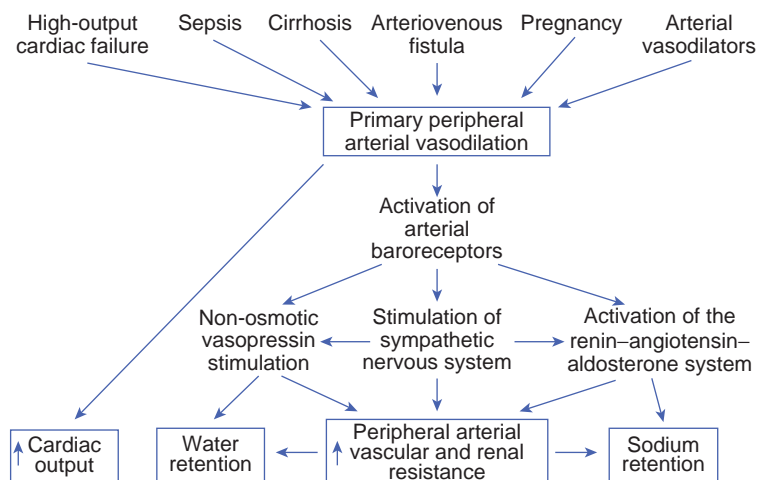 High-output
cardiac failure
Sepsis
Cirrhosis
Arteriovenous
fistula
Pregnancy
Arterial
vasodilators
Primary peripheral
arterial vasodilation
Activation of
arterial
baroreceptors
Non-osmotic
vasopressin
stimulation
Stimulation of
sympathetic
nervous system
Activation of the
renin–angiotensin–
aldosterone system
Cardiac
output
Water
retention
Peripheral arterial
vascular and renal
resistance
Sodium
retention